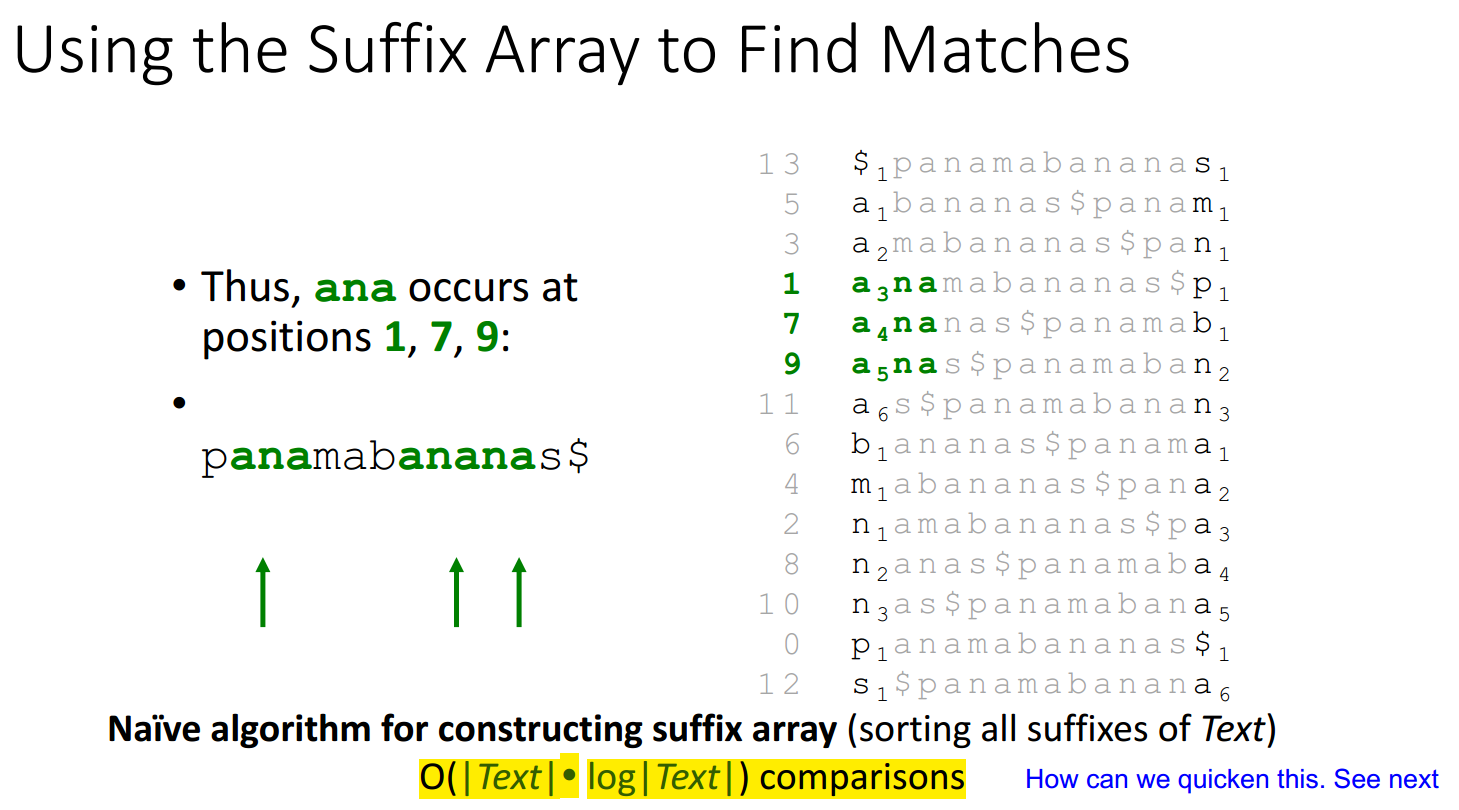 Using the Suffix Array to Find Matches
• Thus, ana occurs at
positions 1, 7, 9:
•
panamabananas$
13 $1panamabananas1
5 a1bananas$panam1
3 a2mabananas$pan1
1 a3namabananas$p1
7 a4nanas$panamab1
9 a5nas$panamaban2
11 a6s$panamabanan3
6 b1ananas$panama1
4 m1abananas$pana2
2 n1amabananas$pa3
8 n2anas$panamaba4
10 n3as$panamabana5
0 p1anamabananas$1
12 s1$panamabanana6
Naïve algorithm for constructing suffix array (sorting all suffixes of Text)
O(|Text|• log|Text|) comparisons
How can we quicken this. See next